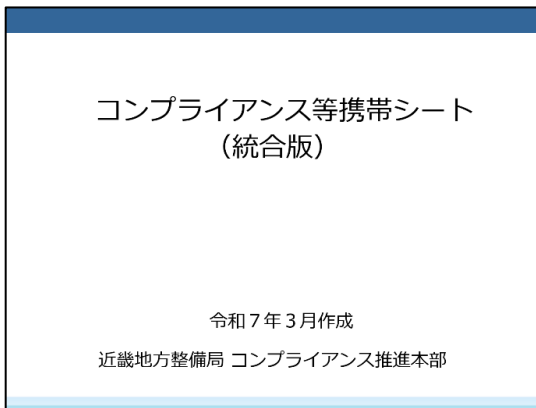 コンプライアンス等携帯シート
（統合版）
令和７年３月作成
近畿地方整備局 コンプライアンス推進本部